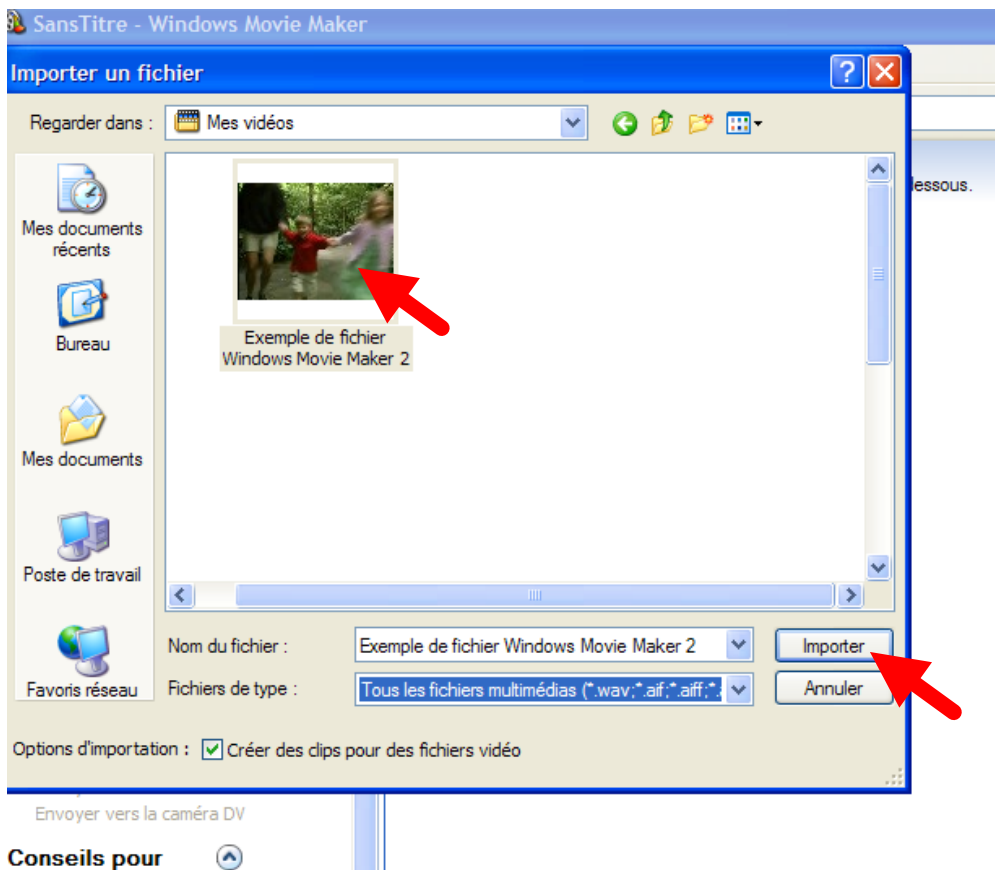 SansTitre - Windows Movie Maker
Importer un fichier
Regarder dans :
Mes vidéos
lessous.
Mes documents
récents
Bureau
Mes documents
Poste de travail
Favoris réseau
Exemple de fichier
Windows Movie Maker 2
Nom du fichier :
Exemple de fichier Windows Movie Maker 2
Importer
Fichiers de type :
Tous les fichiers multimédias (*.wav;*.aif;*.aiff;*.
Annuler
Options d'importation :
Créer des clips pour des fichiers vidéo
Envoyer vers la caméra DV
Conseils pour